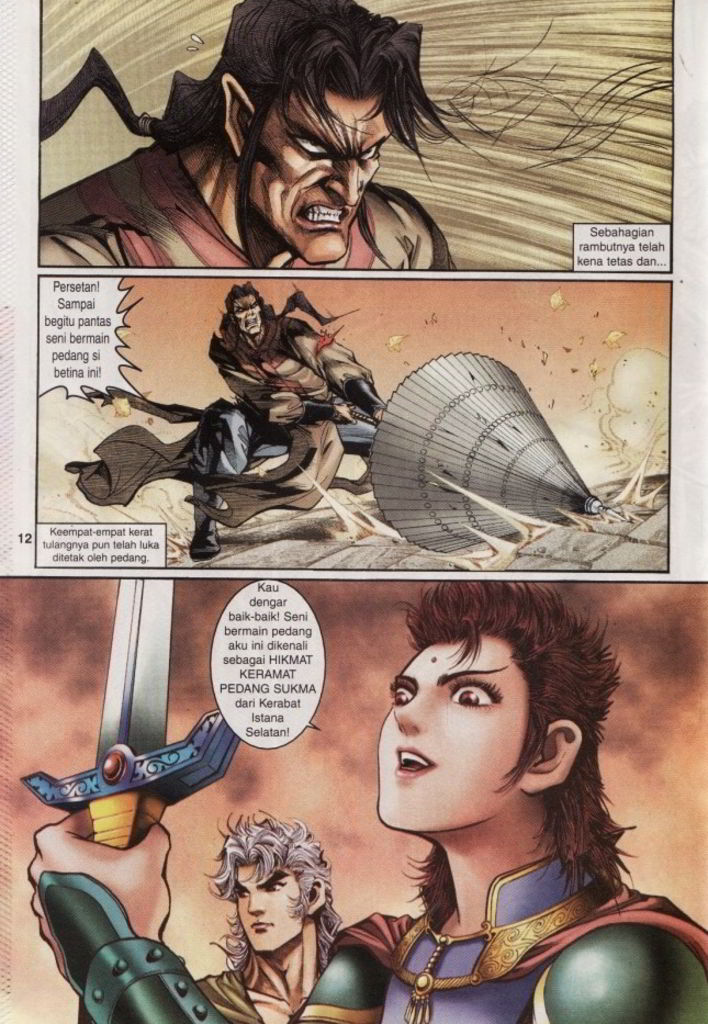 Sebahagian
rambutnya telah
kena tetas dan...
Persetan!
Sampai
begitu pantas
seni bermain
pedang si
betina ini!
12
Keempat-empat kerat
tulangnya pun telah luka
ditetak oleh pedang.
Kau
dengar
baik-baik! Seni
bermain pedang
aku ini dikenali
sebagai HIKMAT
KERAMAT
PEDANG SUKMA
dari Kerabat
Istana
Selatan!